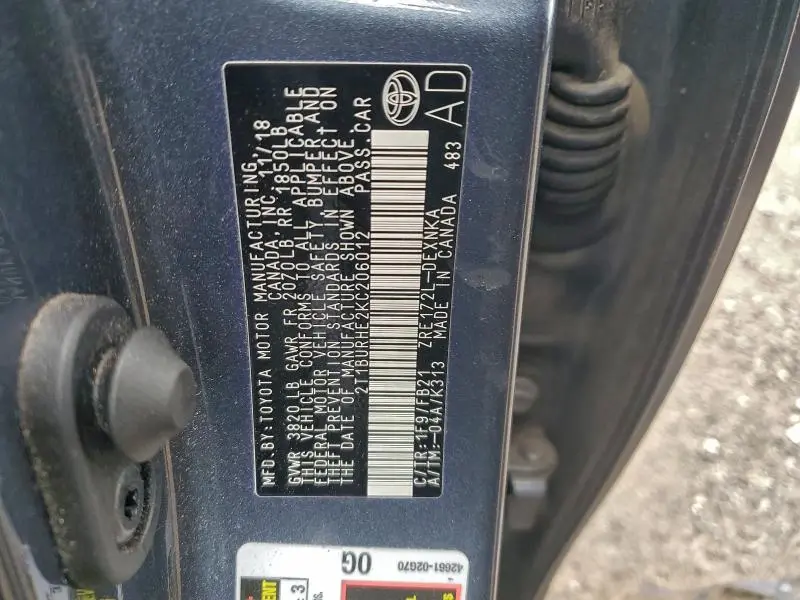 MFD.BY:TOYOTA MOTOR MANUFACTURING
CANADA, INC. 11/18
GVWR 3820LB GAWR FR 2070LB RR 1850LB
THIS VEHICLE CONFORMS TO ALL APPLICABLE
FEDERAL MOTOR VEHICLE SAFETY BUMPER,AND
THEFT PREVENTION STANDARDS IN EFFECT ON
THE DATE OF MANUFACTURE SHOWN ABOVE.
2T1BURHE2KC206012 PASS.CAR
C/TR:1F9/FB21 ZRE172L-DEXNKA
A/TM:-04A/K313 MADE IN CANADA 483
AD
42661-02G70
OG
3